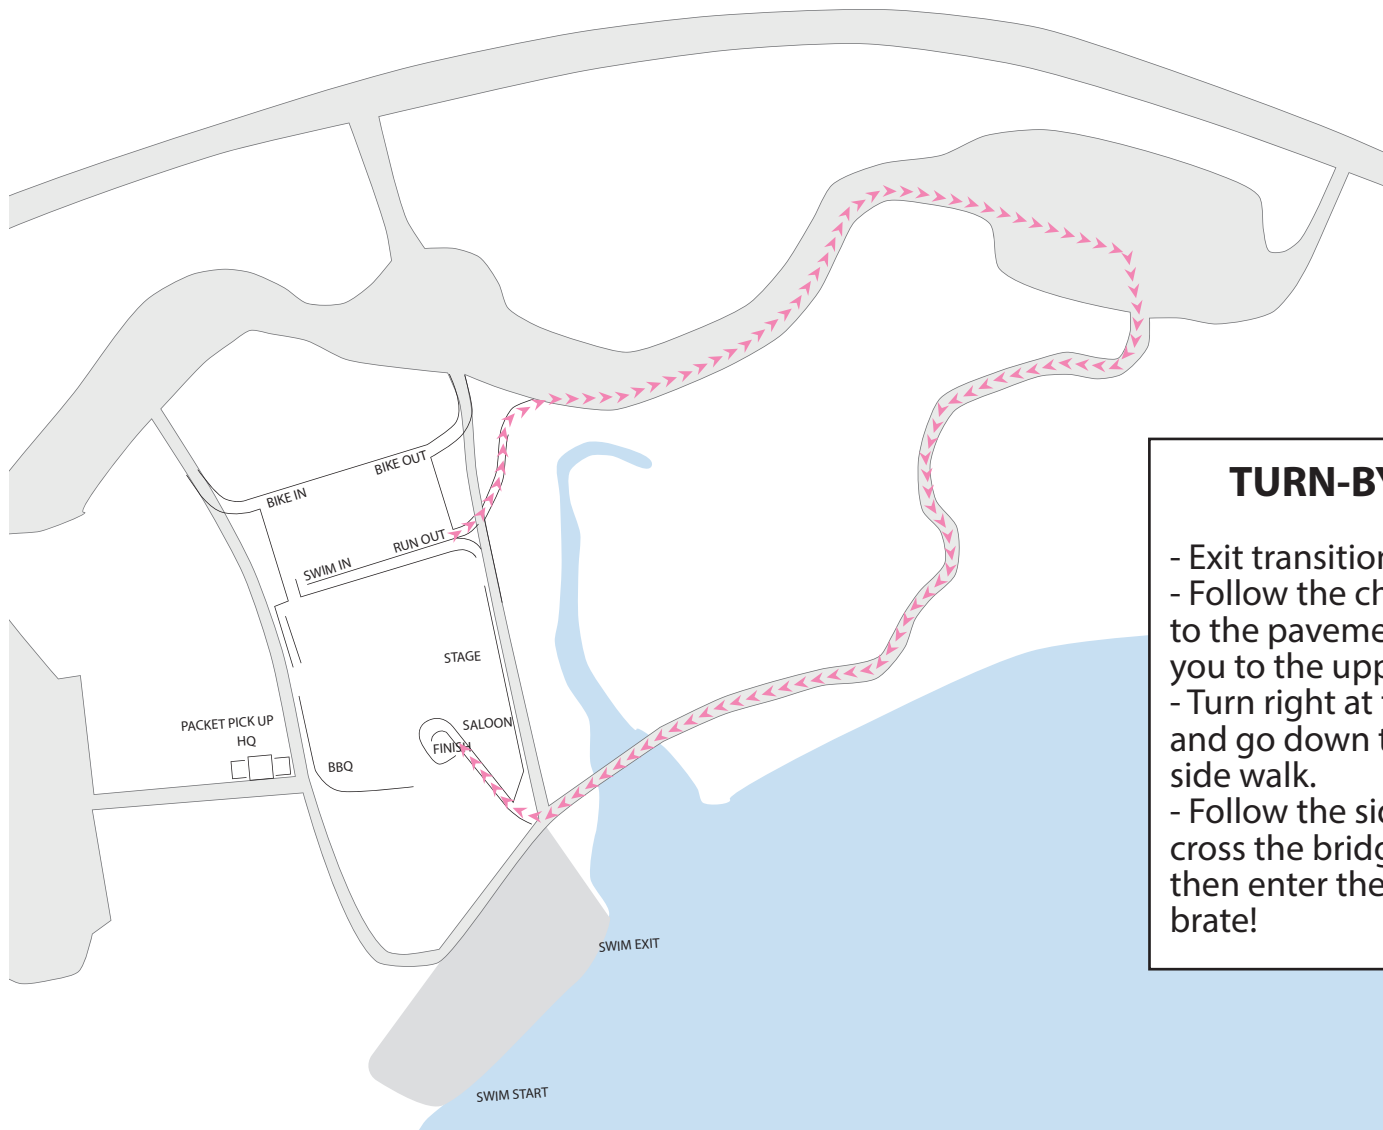 BIKE OUT
BIKE IN
RUN OUT
SWIM IN
STAGE
PACKET PICK UP
HQ
SALOON
FINISH
BBQ
SWIM EXIT
SWIM START
TURN-BY
- Exit transition
- Follow the ch
to the paveme
you to the upp
- Turn right at t
and go down t
side walk.
- Follow the sid
cross the bridg
then enter the
brate!